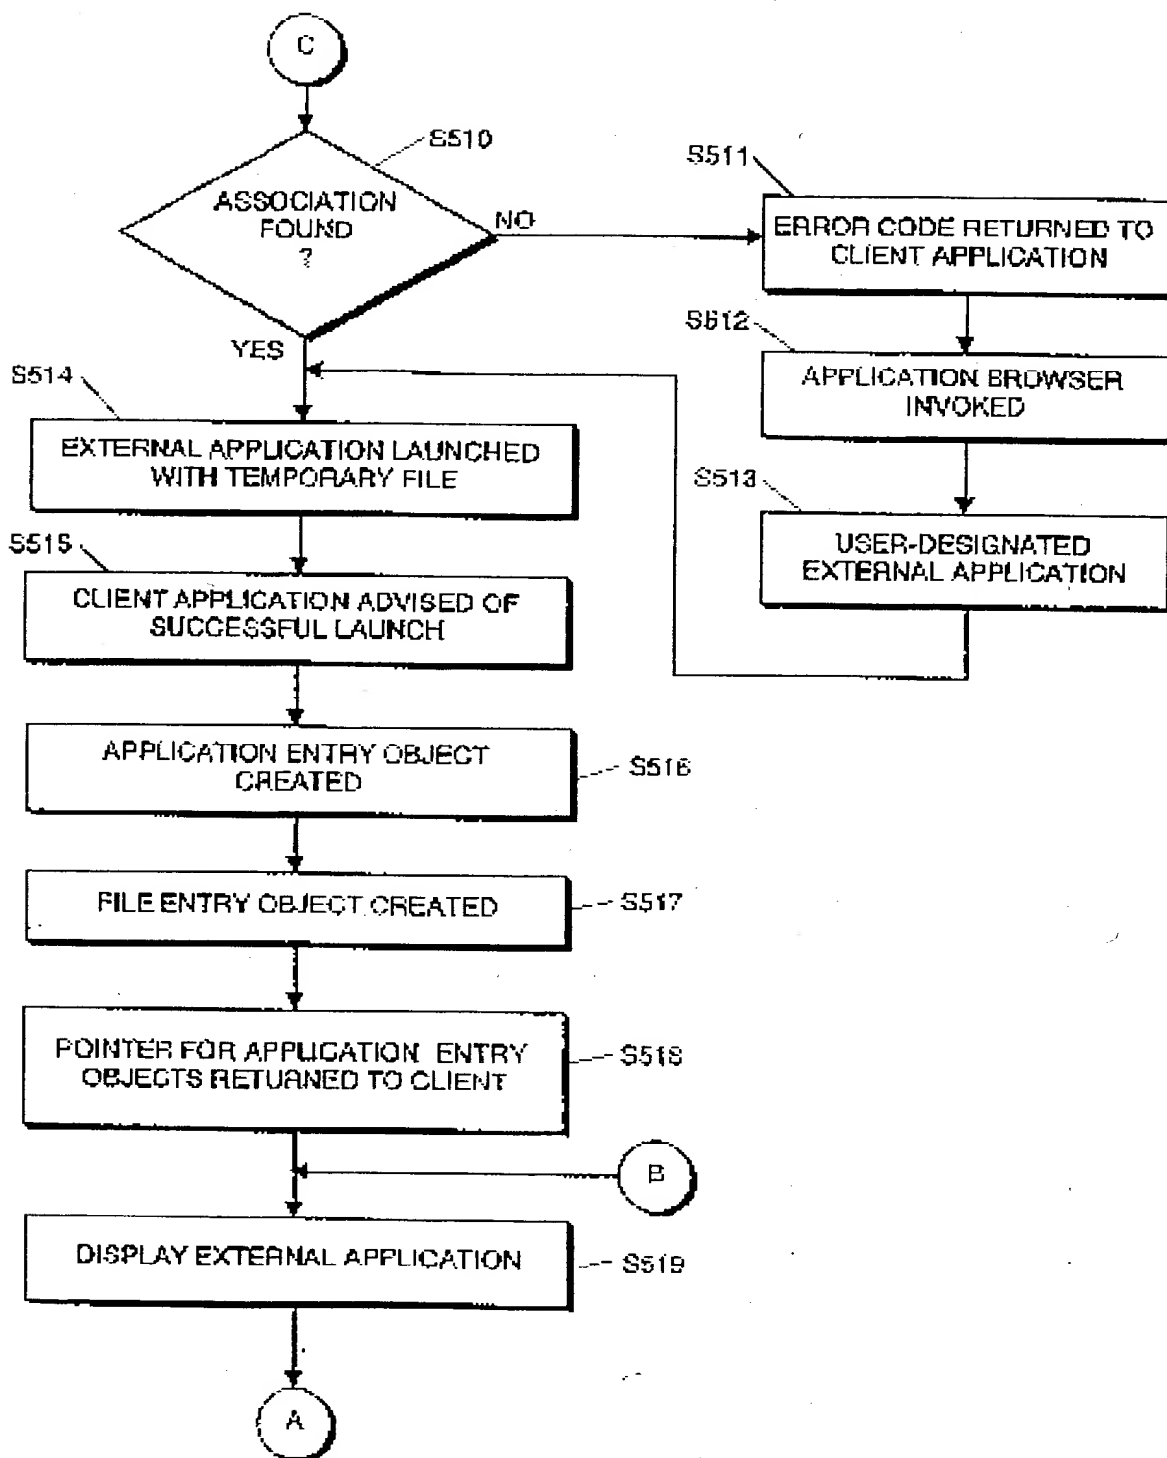 C
S510
ASSOCIATION
FOUND
?
NO
YES
S511
ERROR CODE RETURNED TO
CLIENT APPLICATION
S512
APPLICATION BROWSER
INVOKED
S513
USER-DESIGNATED
EXTERNAL APPLICATION
S514
EXTERNAL APPLICATION LAUNCHED
WITH TEMPORARY FILE
S515
CLIENT APPLICATION ADVISED OF
SUCCESSFUL LAUNCH
APPLICATION ENTRY OBJECT
CREATED
S516
FILE ENTRY OBJECT CREATED
S517
POINTER FOR APPLICATION ENTRY
OBJECTS RETURNED TO CLIENT
S518
B
DISPLAY EXTERNAL APPLICATION
S519
A